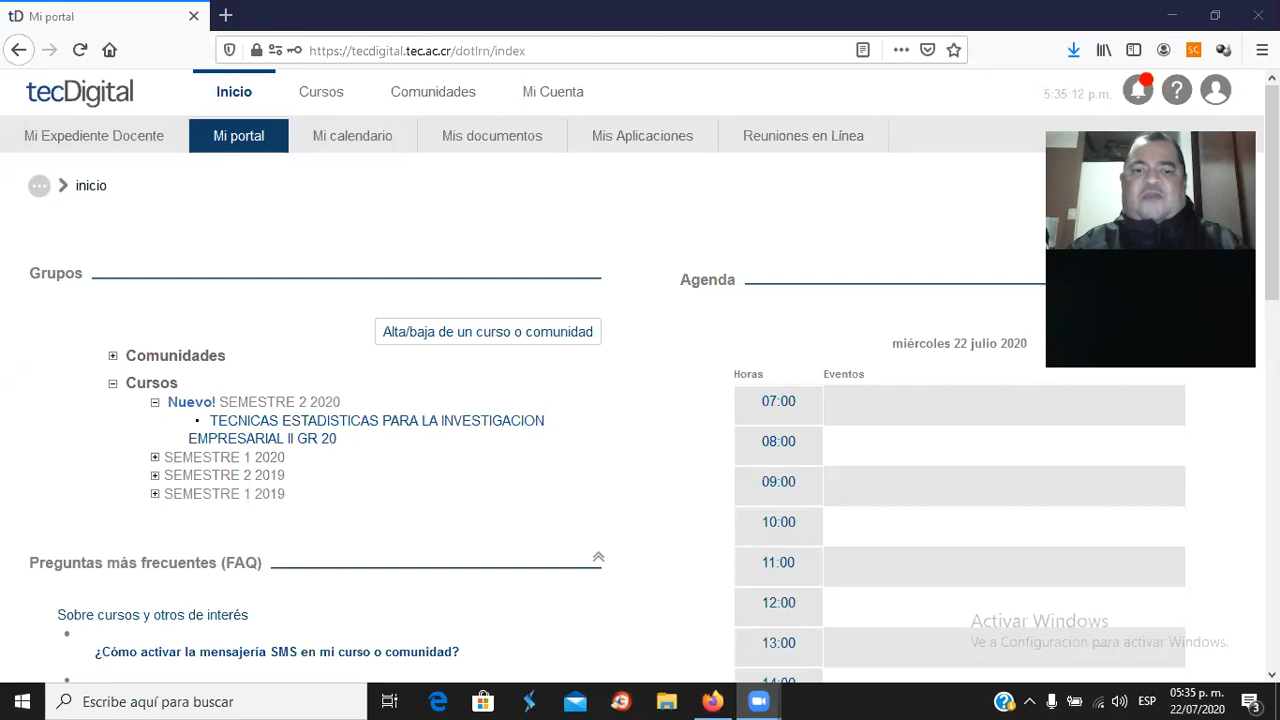 tD Mi portal
https://tecdigital.tec.ac.cr/dotlrn/index
SC
tecDigital
Inicio
Cursos
Comunidades
Mi Cuenta
5:35:12 p.m.
?
Mi Expediente Docente
Mi portal
Mi calendario
Mis documentos
Mis Aplicaciones
Reuniones en Línea
inicio
Grupos
Alta/baja de un curso o comunidad
Comunidades
Cursos
Nuevo! SEMESTRE 2 2020
TECNICAS ESTADISTICAS PARA LA INVESTIGACION
EMPRESARIAL II GR 20
SEMESTRE 1 2020
SEMESTRE 2 2019
SEMESTRE 1 2019
Preguntas más frecuentes (FAQ)
Sobre cursos y otros de interés
¿Cómo activar la mensajería SMS en mi curso o comunidad?
Agenda
miércoles 22 julio 2020
Horas Eventos
07:00
08:00
09:00
10:00
11:00
12:00
13:00
14:00
Activar Windows
Ve a Configuración para activar Windows.
Escribe aquí para buscar
ESP
05:35 p. m.
22/07/2020
3